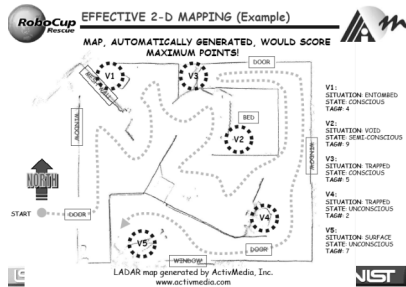 RoboCup
Rescue
EFFECTIVE 2-D MAPPING (Example)
MAP, AUTOMATICALLY GENERATED, WOULD SCORE
MAXIMUM POINTS!
DOOR
V1
V3
BED
V2
WINDOW
WINDOW
NORTH
START
DOOR
V4
V5
DOOR
WINDOW
V1:
SITUATION: ENTOMBED
STATE: CONSCIOUS
TAG#: 4
V2:
SITUATION: VOID
STATE: SEMI-CONSCIOUS
TAG#: 9
V3:
SITUATION: TRAPPED
STATE: CONSCIOUS
TAG#: 5
V4:
SITUATION: TRAPPED
STATE: UNCONSCIOUS
TAG#: 2
V5:
SITUATION: SURFACE
STATE: UNCONSCIOUS
TAG#: 7
LADAR map generated by ActivMedia, Inc.
www.activmedia.com
NIST